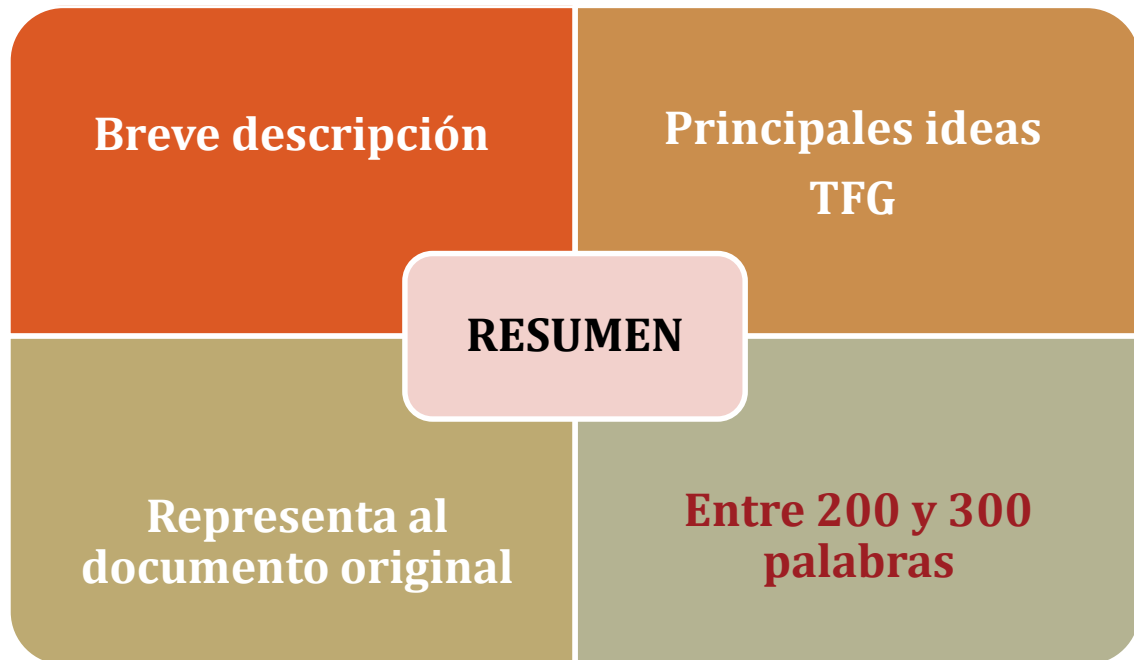 Breve descripción
Principales ideas
TFG
RESUMEN
Representa al
documento original
Entre 200 y 300
palabras